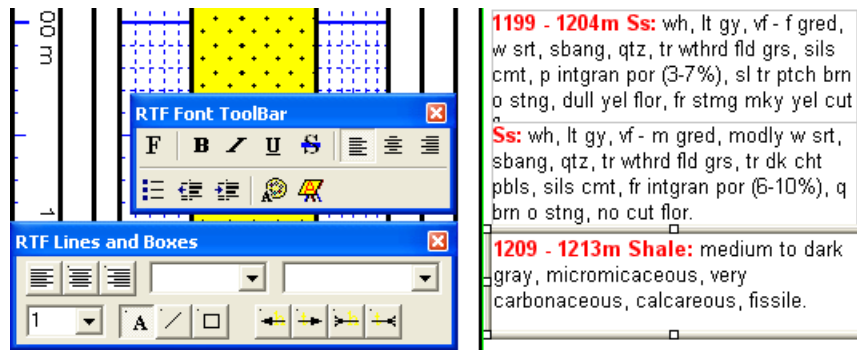 00 m
1
RTF Font ToolBar
F B I U S
A A
RTF Lines and Boxes
1 A
1199 - 1204m Ss: wh, lt gy, vf - f gred,
w srt, sbang, qtz, tr wthrd fld grs, sils
cmt, p intgran por (3-7%), sl tr ptch brn
o stng, dull yel flor, fr stmg mky yel cut
Ss: wh, lt gy, vf - m gred, modly w srt,
sbang, qtz, tr wthrd fld grs, tr dk cht
pbls, sils cmt, fr intgran por (6-10%), q
brn o stng, no cut flor.
1209 - 1213m Shale: medium to dark
gray, micromicaceous, very
carbonaceous, calcareous, fissile.